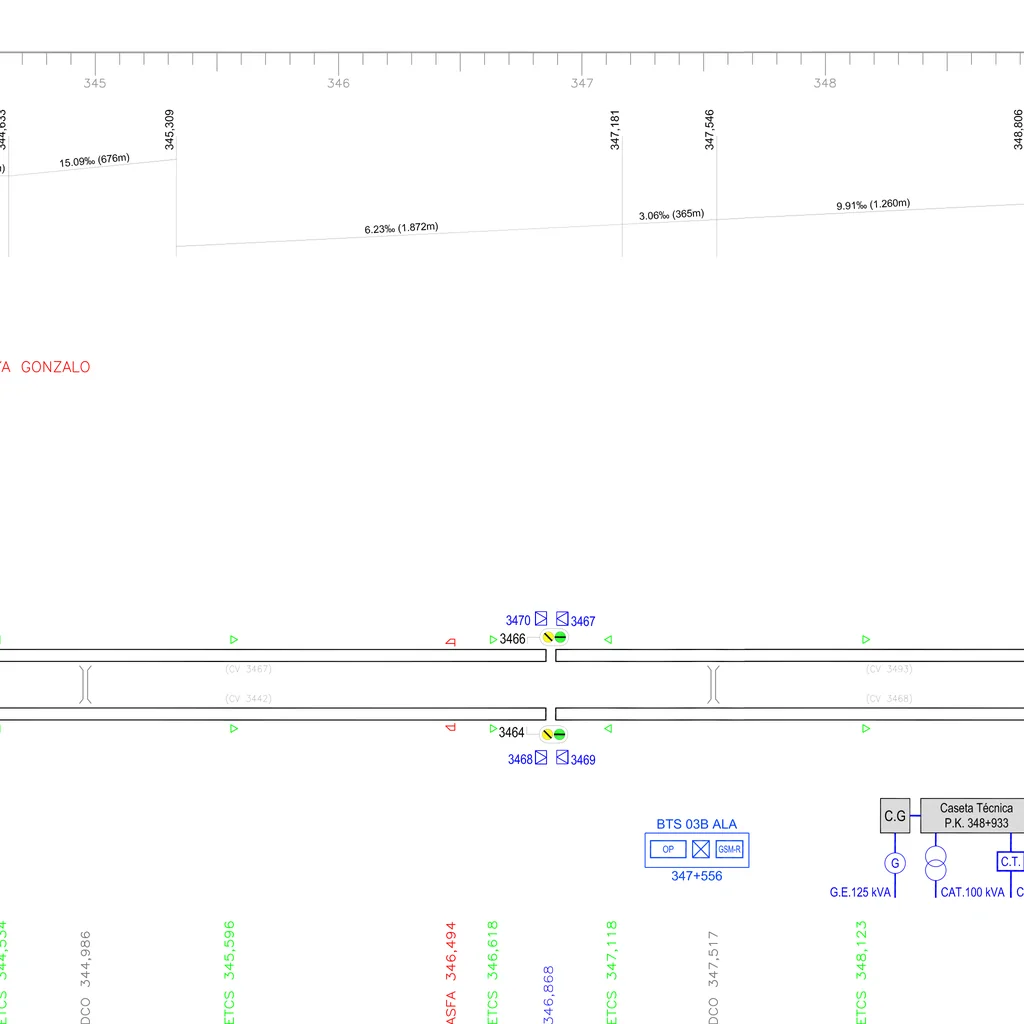 345
346
347
348
344,633
345,309
347,181
347,546
348,806
15.09‰ (676m)
6.23‰ (1.872m)
3.06‰ (365m)
9.91‰ (1.260m)
GONZALO
3470
3467
3466
(CV 3467)
(CV 3493)
(CV 3442)
(CV 3468)
3464
3468
3469
BTS 03B ALA
OP
GSM-R
347+556
C.G
Caseta Técnica
P.K. 348+933
G
C.T.
G.E.125 kVA
CAT.100 kVA
ETCS 344,534
DCO 344,986
ETCS 345,596
ASFA 346,494
ETCS 346,618
346,868
ETCS 347,118
DCO 347,517
ETCS 348,123